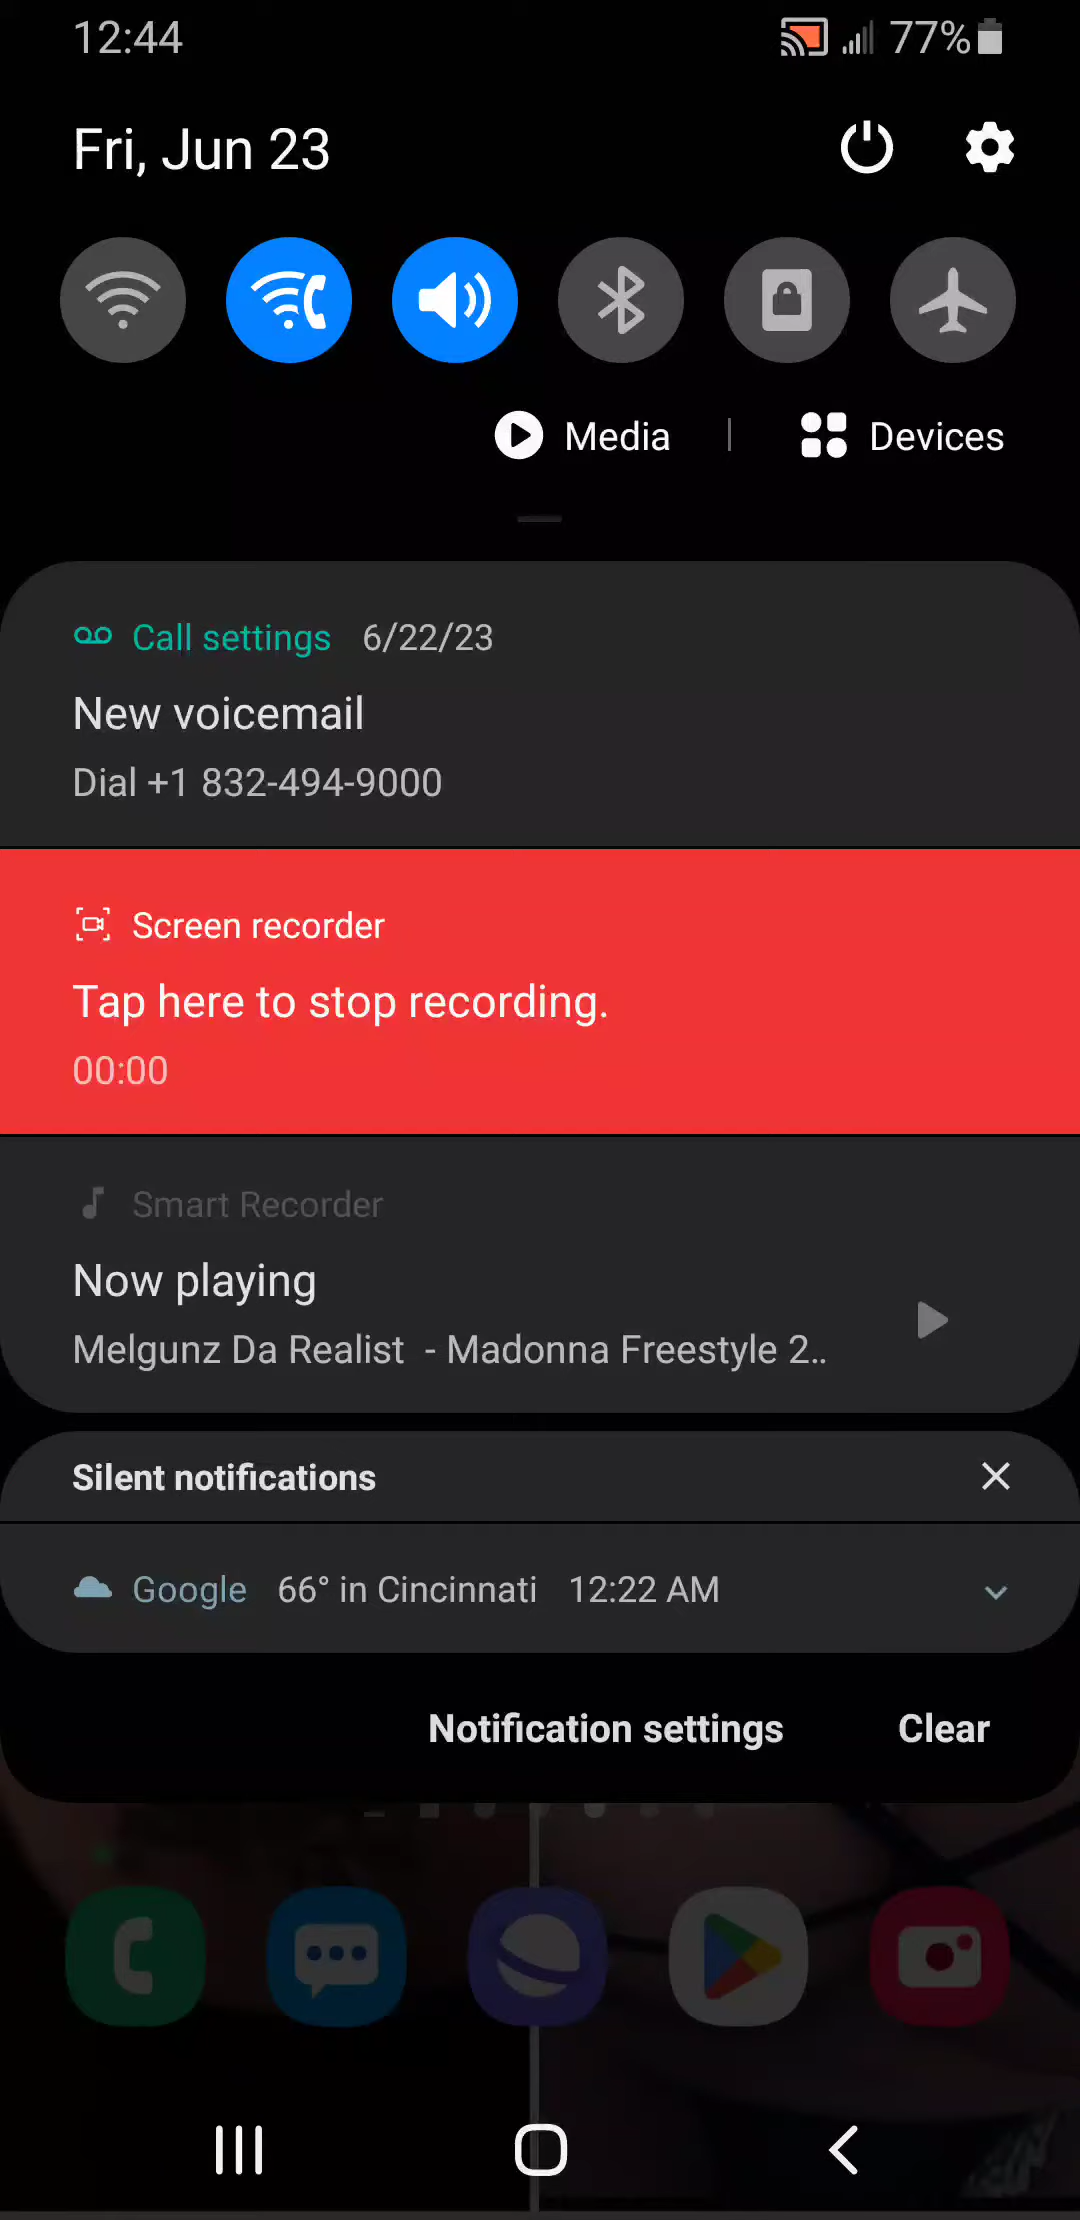 12:44 77%
Fri, Jun 23
Media | Devices
Call settings 6/22/23
New voicemail
Dial +1 832-494-9000
Screen recorder
Tap here to stop recording.
00:00
Smart Recorder
Now playing
Melgunz Da Realist - Madonna Freestyle 2..
Silent notifications
Google 66° in Cincinnati 12:22 AM
Notification settings Clear